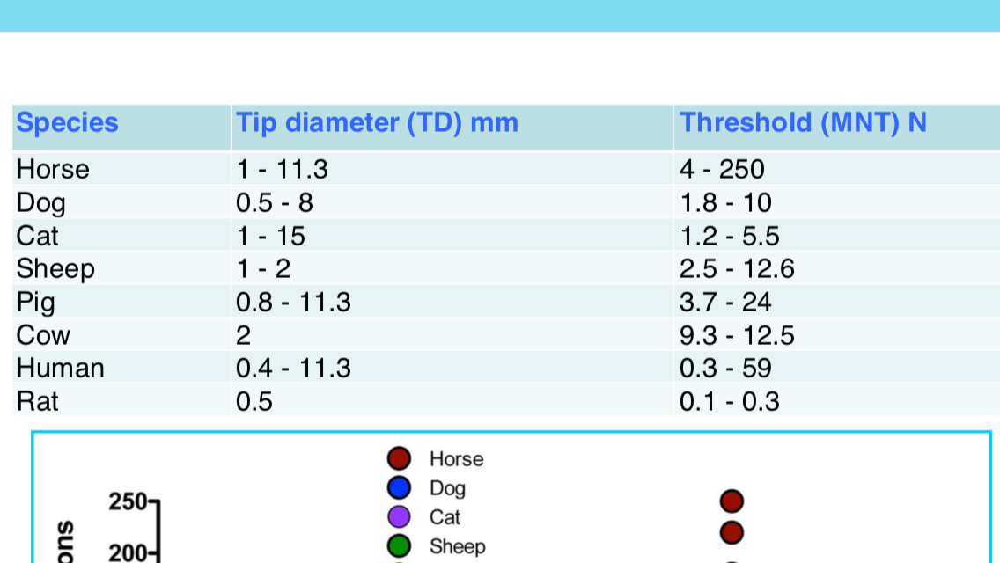 Species Tip diameter (TD) mm Threshold (MNT) N
Horse 1 - 11.3 4 - 250
Dog 0.5 - 8 1.8 - 10
Cat 1 - 15 1.2 - 5.5
Sheep 1 - 2 2.5 - 12.6
Pig 0.8 - 11.3 3.7 - 24
Cow 2 9.3 - 12.5
Human 0.4 - 11.3 0.3 - 59
Rat 0.5 0.1 - 0.3
Horse
Dog
Cat
Sheep
250
200
ons